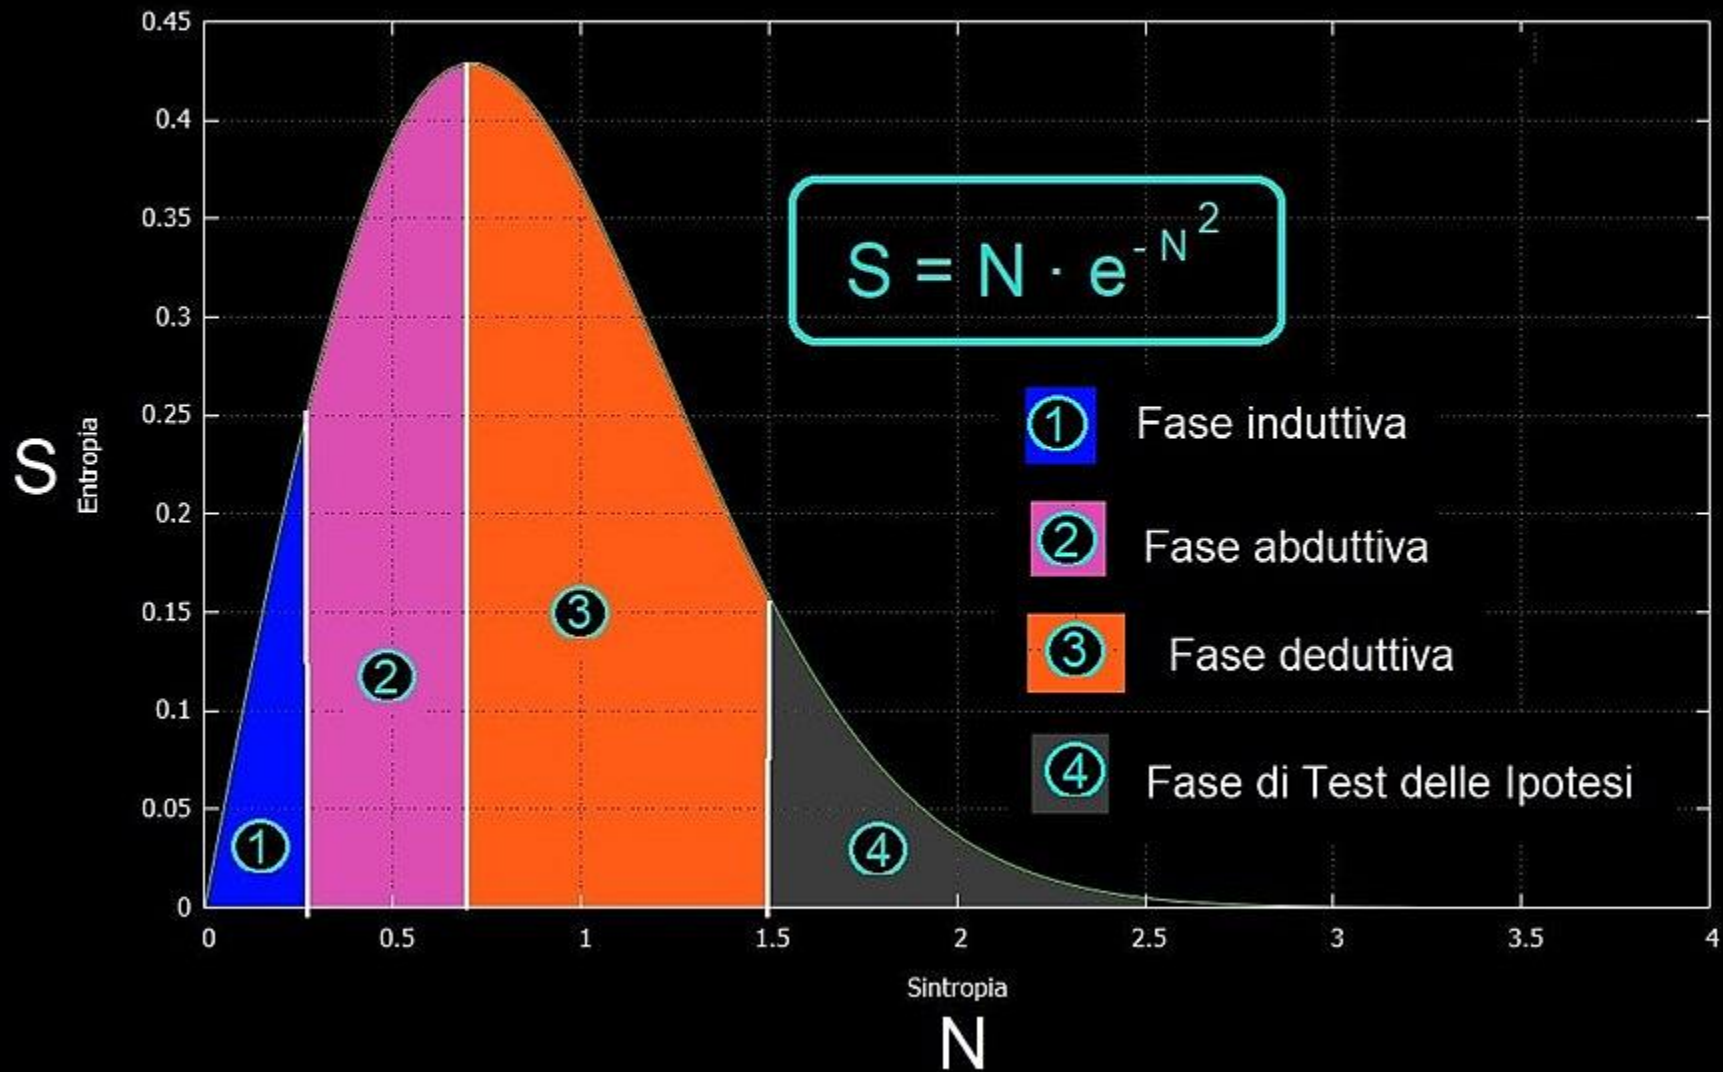 0.45
0.4
0.35
0.3
0.25
0.2
0.15
0.1
0.05
0
S
Entropia
S = N · e^-N^2
1 Fase induttiva
2 Fase abduttiva
3 Fase deduttiva
4 Fase di Test delle Ipotesi
1
2
3
4
0 0.5 1 1.5 2 2.5 3 3.5 4
Sintropia
N